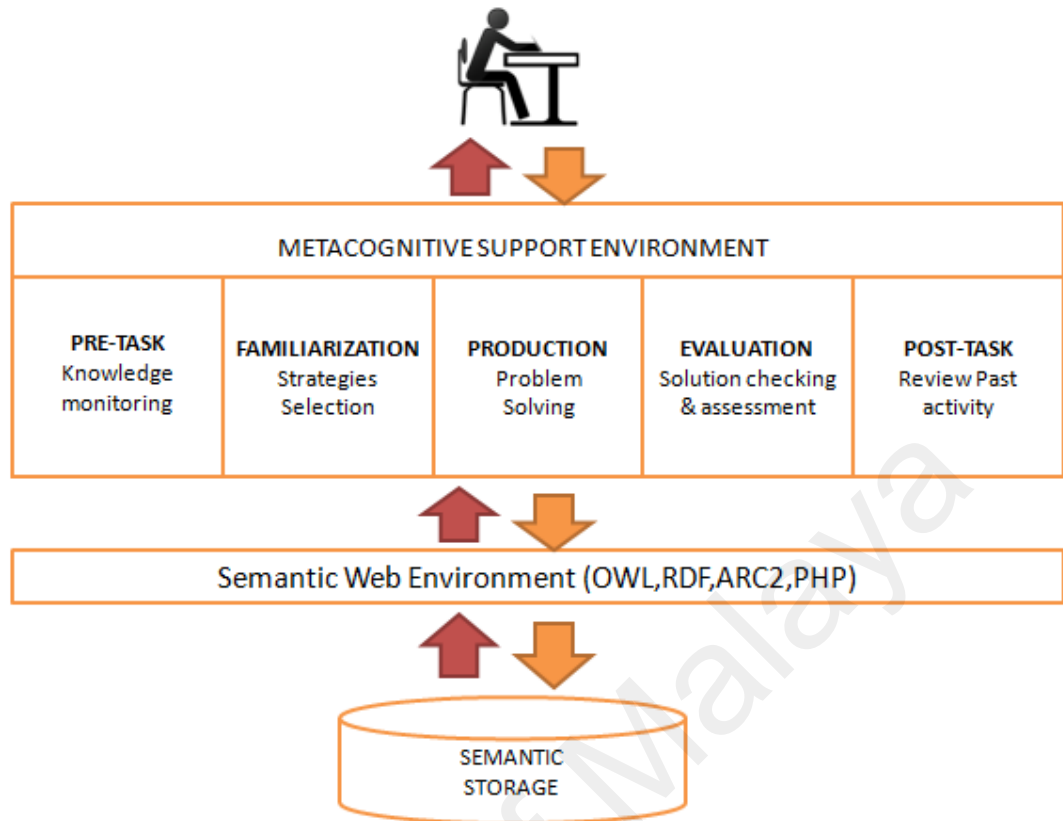 METACOGNITIVE SUPPORT ENVIRONMENT
PRE-TASK
Knowledge
monitoring
FAMILIARIZATION
Strategies
Selection
PRODUCTION
Problem
Solving
EVALUATION
Solution checking
& assessment
POST-TASK
Review Past
activity
Semantic Web Environment (OWL,RDF,ARC2,PHP)
SEMANTIC
STORAGE
of Malaya